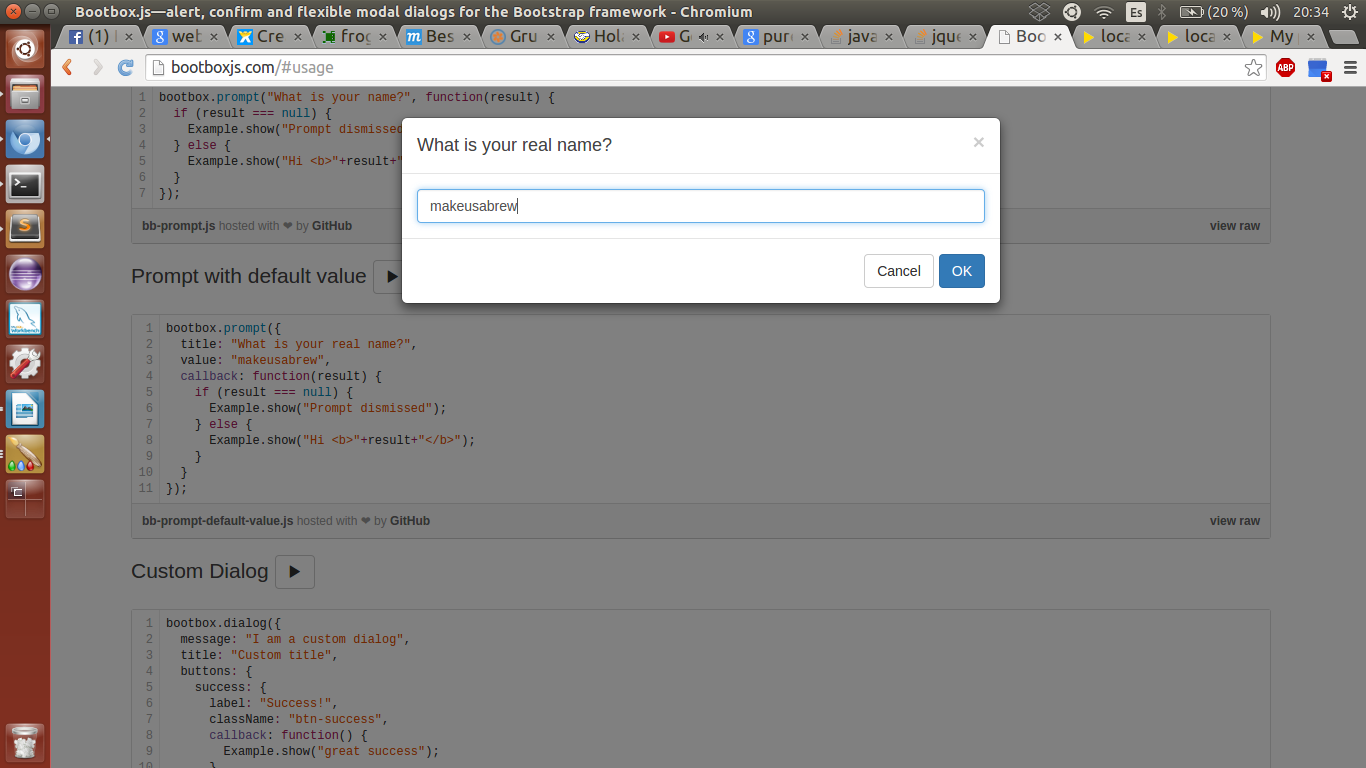 Bootbox.js—alert, confirm and flexible modal dialogs for the Bootstrap framework - Chromium
Es
(20 %)
20:34
(1)
web
Cre
frog
Bes
Gru
Hola
G
pure
java
jque
Boo
loca
loca
My
bootboxjs.com/#usage
ABP
1 bootbox.prompt("What is your name?", function(result) {
2 if (result === null) {
3 Example.show("Prompt dismissed
4 } else {
5 Example.show("Hi <b>"+result+"
6 }
7 });
bb-prompt.js hosted with ❤ by GitHub
view raw
What is your real name?
×
makeusabrew
Cancel
OK
Prompt with default value
1 bootbox.prompt({
2 title: "What is your real name?",
3 value: "makeusabrew",
4 callback: function(result) {
5 if (result === null) {
6 Example.show("Prompt dismissed");
7 } else {
8 Example.show("Hi <b>"+result+"</b>");
9 }
10 }
11 });
bb-prompt-default-value.js hosted with ❤ by GitHub
view raw
Custom Dialog
1 bootbox.dialog({
2 message: "I am a custom dialog",
3 title: "Custom title",
4 buttons: {
5 success: {
6 label: "Success!",
7 className: "btn-success",
8 callback: function() {
9 Example.show("great success");
10 }
Workbench